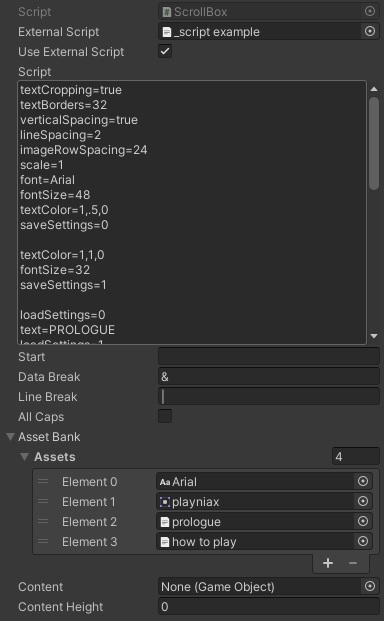 Script ScrollBox
External Script _script example
Use External Script
Script
textCropping=true
textBorders=32
verticalSpacing=true
lineSpacing=2
imageRowSpacing=24
scale=1
font=Arial
fontSize=48
textColor=1,.5,0
saveSettings=0

textColor=1,1,0
fontSize=32
saveSettings=1

loadSettings=0
text=PROLOGUE
loadSettings=1
Start
Data Break &
Line Break |
All Caps
Asset Bank
Assets 4
Element 0 Aa Arial
Element 1 playniax
Element 2 prologue
Element 3 how to play
+ −
Content None (Game Object)
Content Height 0